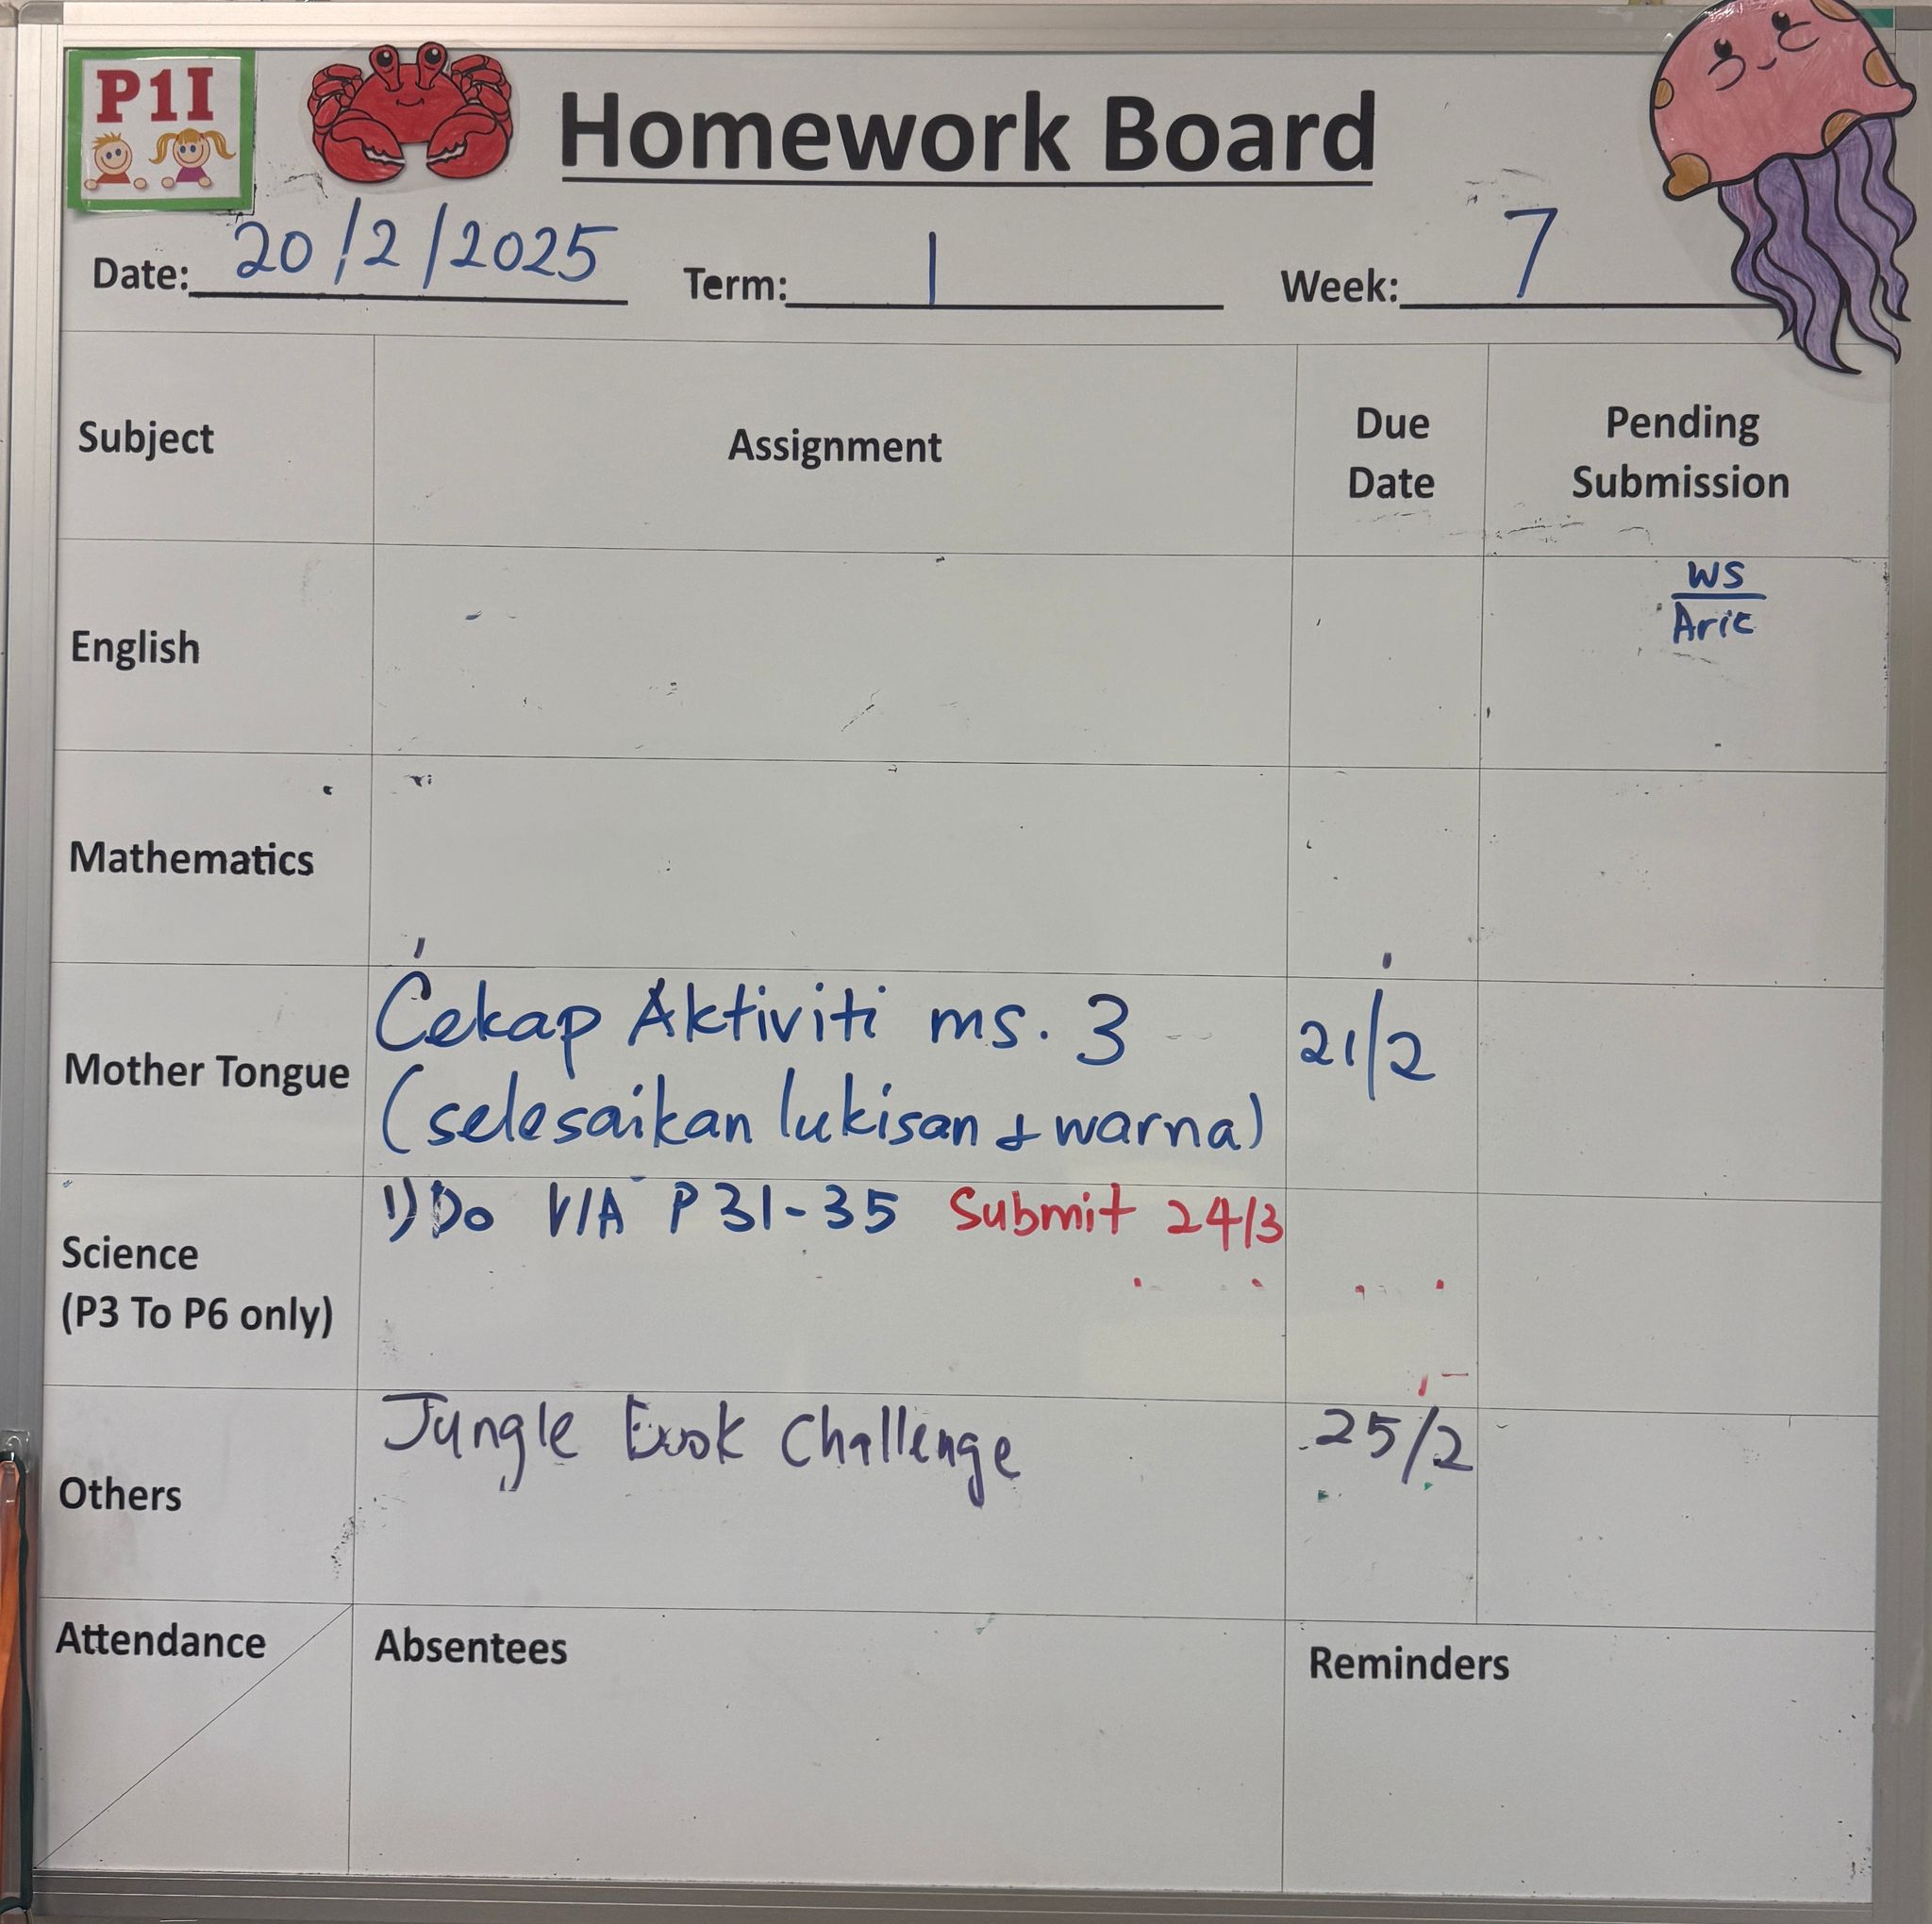 P1I
Homework Board
Date: 20/2/2025 Term: 1 Week: 7
Subject Assignment Due Date Pending Submission
English WS
Aric
Mathematics
Mother Tongue Cekap Aktiviti ms. 3 21/2
(selesaikan lukisan + warna)
Science 1) Do V/A P 31-35 Submit 24/3
(P3 To P6 only)
Others Jungle Book Challenge 25/2
Attendance Absentees Reminders